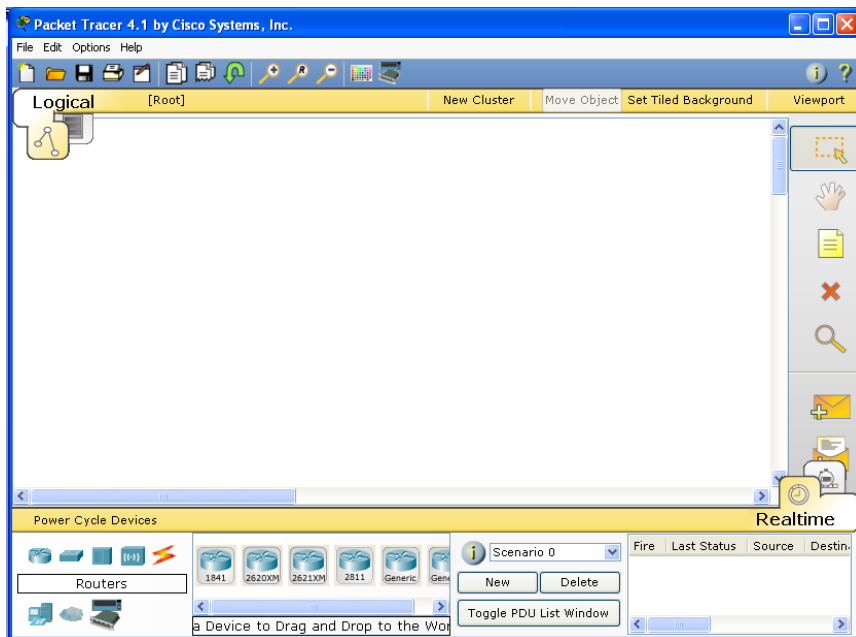 Packet Tracer 4.1 by Cisco Systems, Inc.
File Edit Options Help
Logical [Root] New Cluster Move Object Set Tiled Background Viewport
Power Cycle Devices Realtime
Routers
1841 2620XM 2621XM 2811 Generic Gene
a Device to Drag and Drop to the Wor
Scenario 0
New Delete
Toggle PDU List Window
Fire Last Status Source Destin